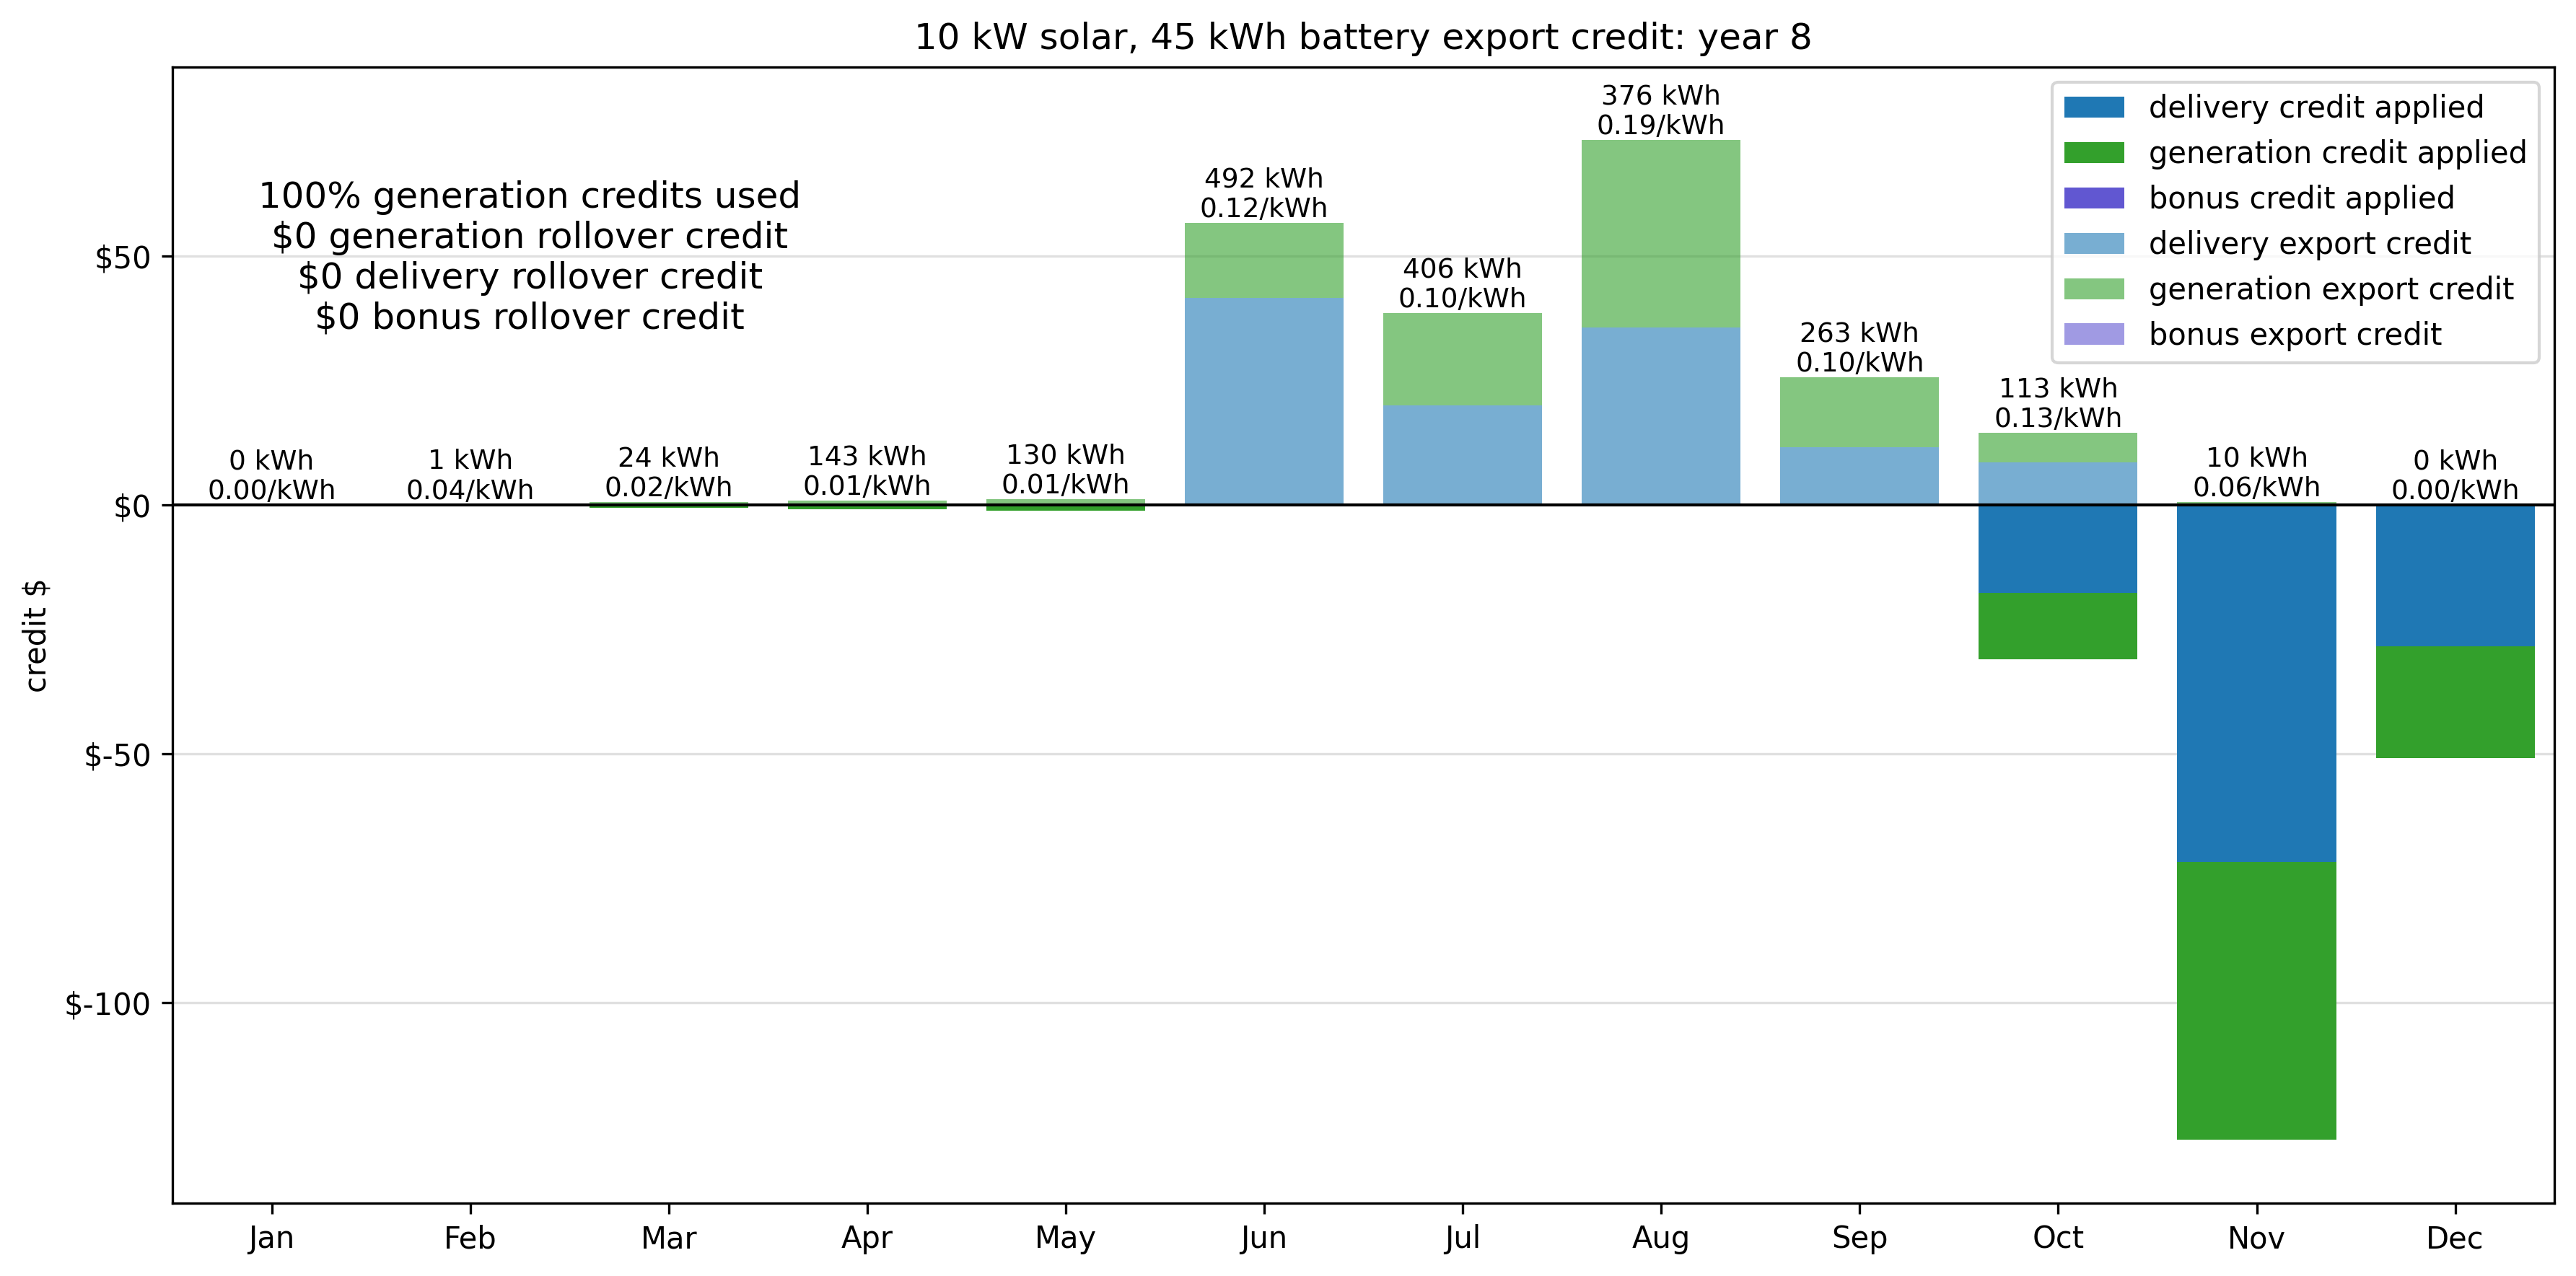 10 kW solar, 45 kWh battery export credit: year 8
credit $
$50
$0
$-50
$-100
100% generation credits used
$0 generation rollover credit
$0 delivery rollover credit
$0 bonus rollover credit
0 kWh
0.00/kWh
1 kWh
0.04/kWh
24 kWh
0.02/kWh
143 kWh
0.01/kWh
130 kWh
0.01/kWh
492 kWh
0.12/kWh
406 kWh
0.10/kWh
376 kWh
0.19/kWh
263 kWh
0.10/kWh
113 kWh
0.13/kWh
10 kWh
0.06/kWh
0 kWh
0.00/kWh
delivery credit applied
generation credit applied
bonus credit applied
delivery export credit
generation export credit
bonus export credit
Jan
Feb
Mar
Apr
May
Jun
Jul
Aug
Sep
Oct
Nov
Dec